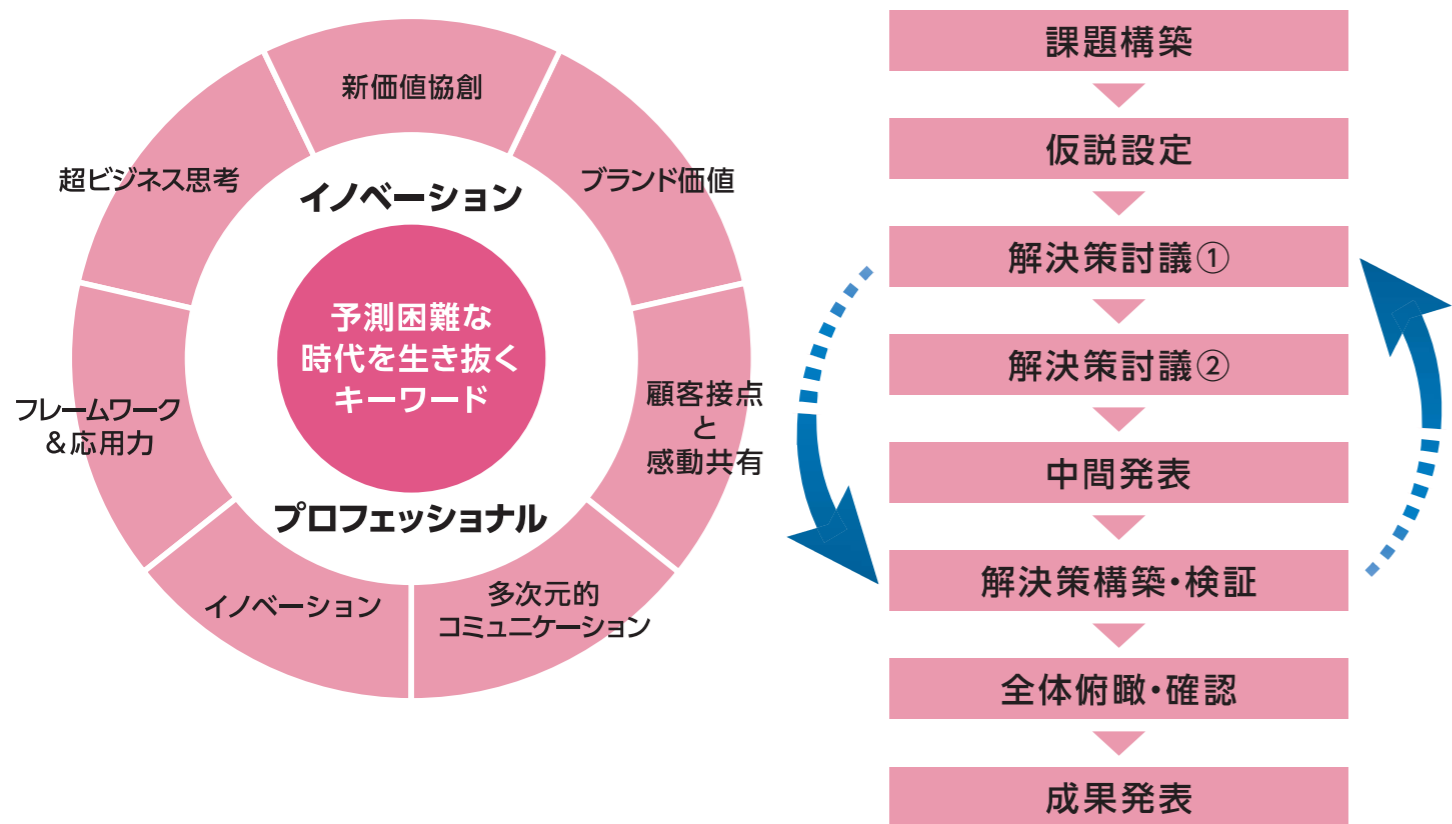 新価値協創
ブランド価値
顧客接点
と
感動共有
多次元的
コミュニケーション
イノベーション
フレームワーク
＆応用力
超ビジネス思考
イノベーション
予測困難な
時代を生き抜く
キーワード
プロフェッショナル
課題構築
仮説設定
解決策討議①
解決策討議②
中間発表
解決策構築・検証
全体俯瞰・確認
成果発表